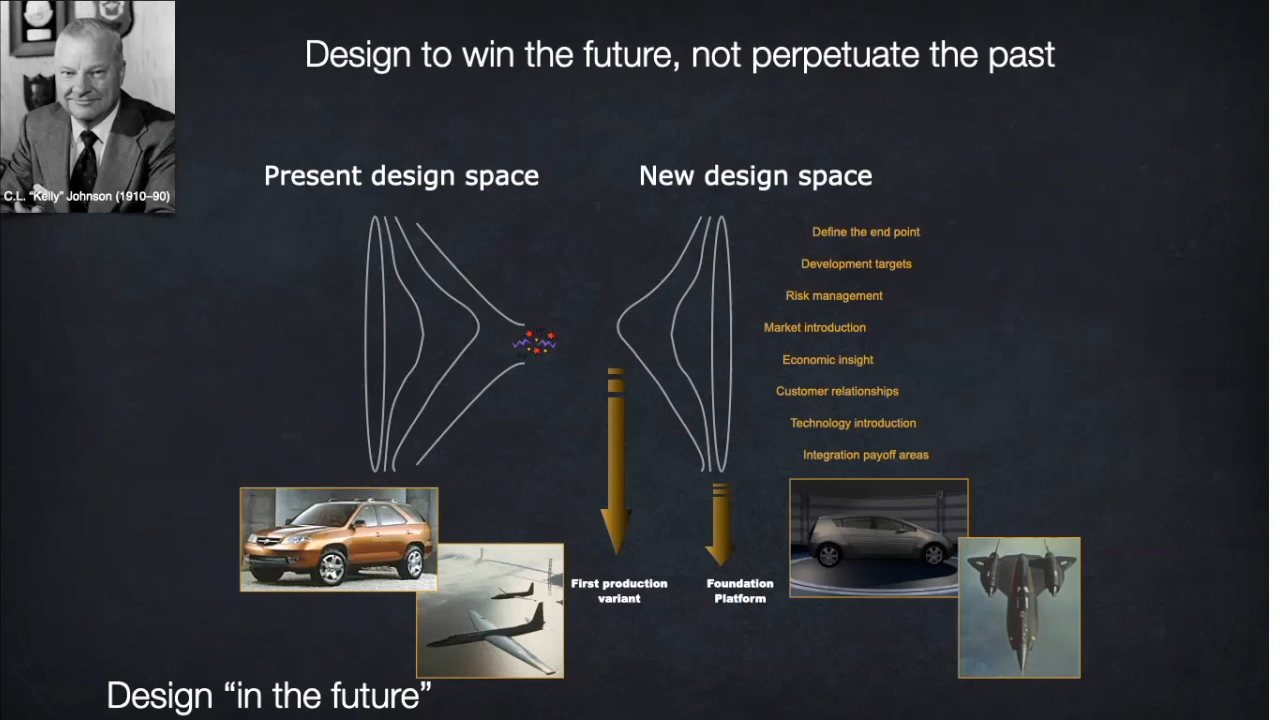 Design to win the future, not perpetuate the past
C.L. “Kelly” Johnson (1910–90)
Present design space
New design space
Define the end point
Development targets
Risk management
Market introduction
Economic insight
Customer relationships
Technology introduction
Integration payoff areas
First production
variant
Foundation
Platform
Design “in the future”